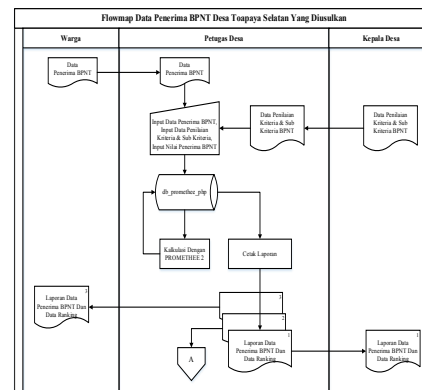 Flowmap Data Penerima BPNT Desa Toapaya Selatan Yang Diusulkan
Warga
Petugas Desa
Kepala Desa
Data
Penerima BPNT
Data
Penerima BPNT
Input Data Penerima BPNT,
Input Data Penilaian
Kriteria & Sub Kriteria,
Input Nilai Penerima BPNT
Data Penilaian
Kriteria & Sub
Kriteria BPNT
Data Penilaian
Kriteria & Sub
Kriteria BPNT
db_promethee_php
Kalkulasi Dengan
PROMETHEE 2
Cetak Laporan
3
Laporan Data
Penerima BPNT Dan
Data Ranking
3
2
1
Laporan Data
Penerima BPNT Dan
Data Ranking
1
Laporan Data
Penerima BPNT Dan
Data Ranking
A